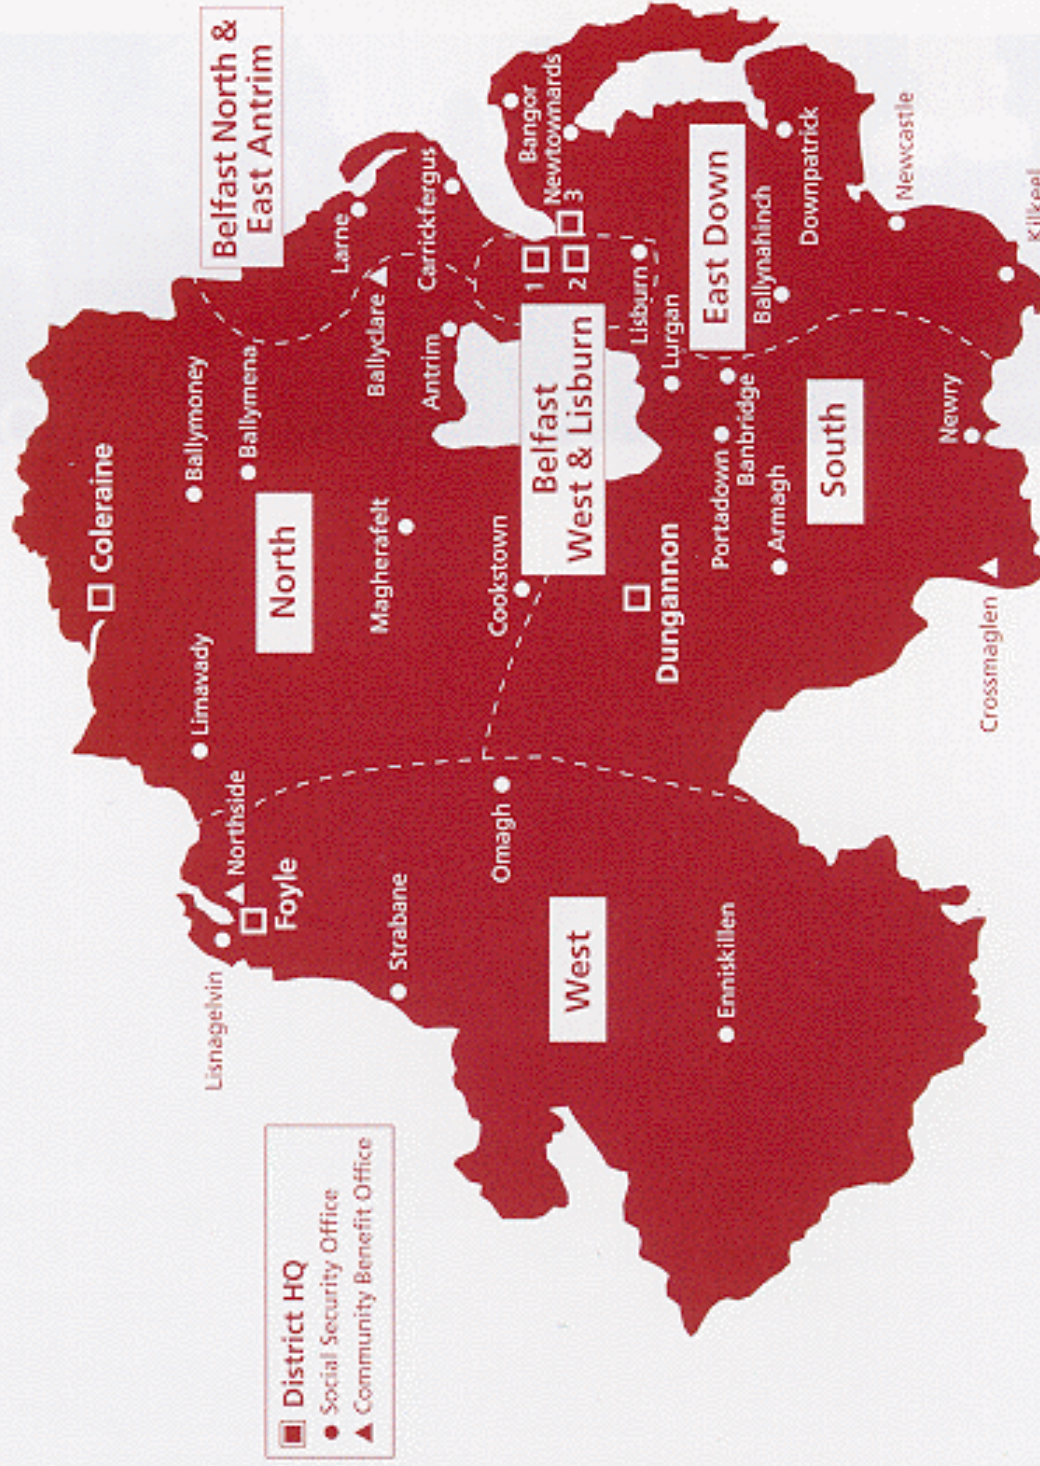 District HQ
Social Security Office
Community Benefit Office
Belfast North &
East Antrim
Coleraine
Ballymoney
Ballymena
Limavady
North
Northside
Foyle
Lisnagelvin
Larne
Ballyclare
Carrickfergus
Antrim
Magherafelt
Cookstown
Strabane
Omagh
West
Enniskillen
Belfast
West & Lisburn
1
2
3
Bangor
Newtownards
Lisburn
Lurgan
East Down
Dungannon
Portadown
Banbridge
Armagh
South
Ballynahinch
Downpatrick
Newcastle
Newry
Crossmaglen
Kilkeel